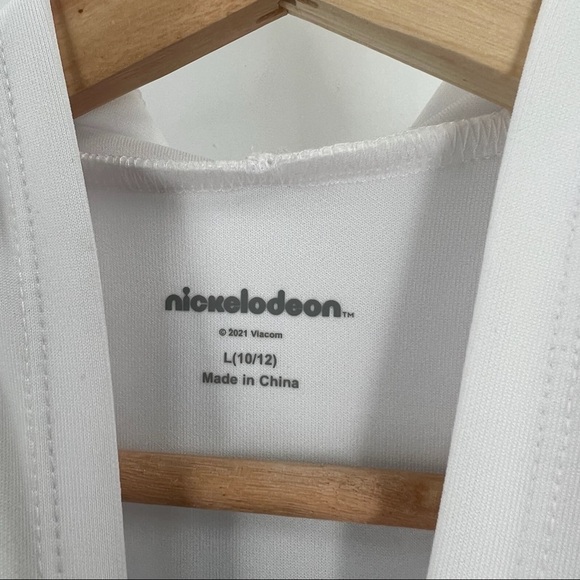 nickelodeon™
© 2021 Viacom
L(10/12)
Made in China